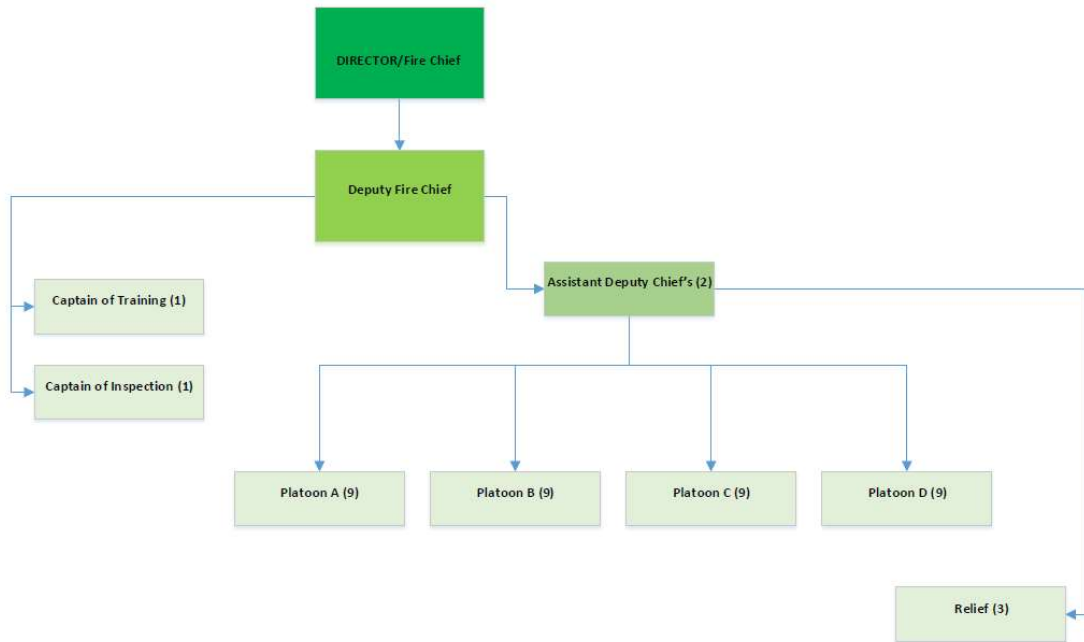 DIRECTOR/Fire Chief
Deputy Fire Chief
Assistant Deputy Chief's (2)
Captain of Training (1)
Captain of Inspection (1)
Platoon A (9)
Platoon B (9)
Platoon C (9)
Platoon D (9)
Relief (3)